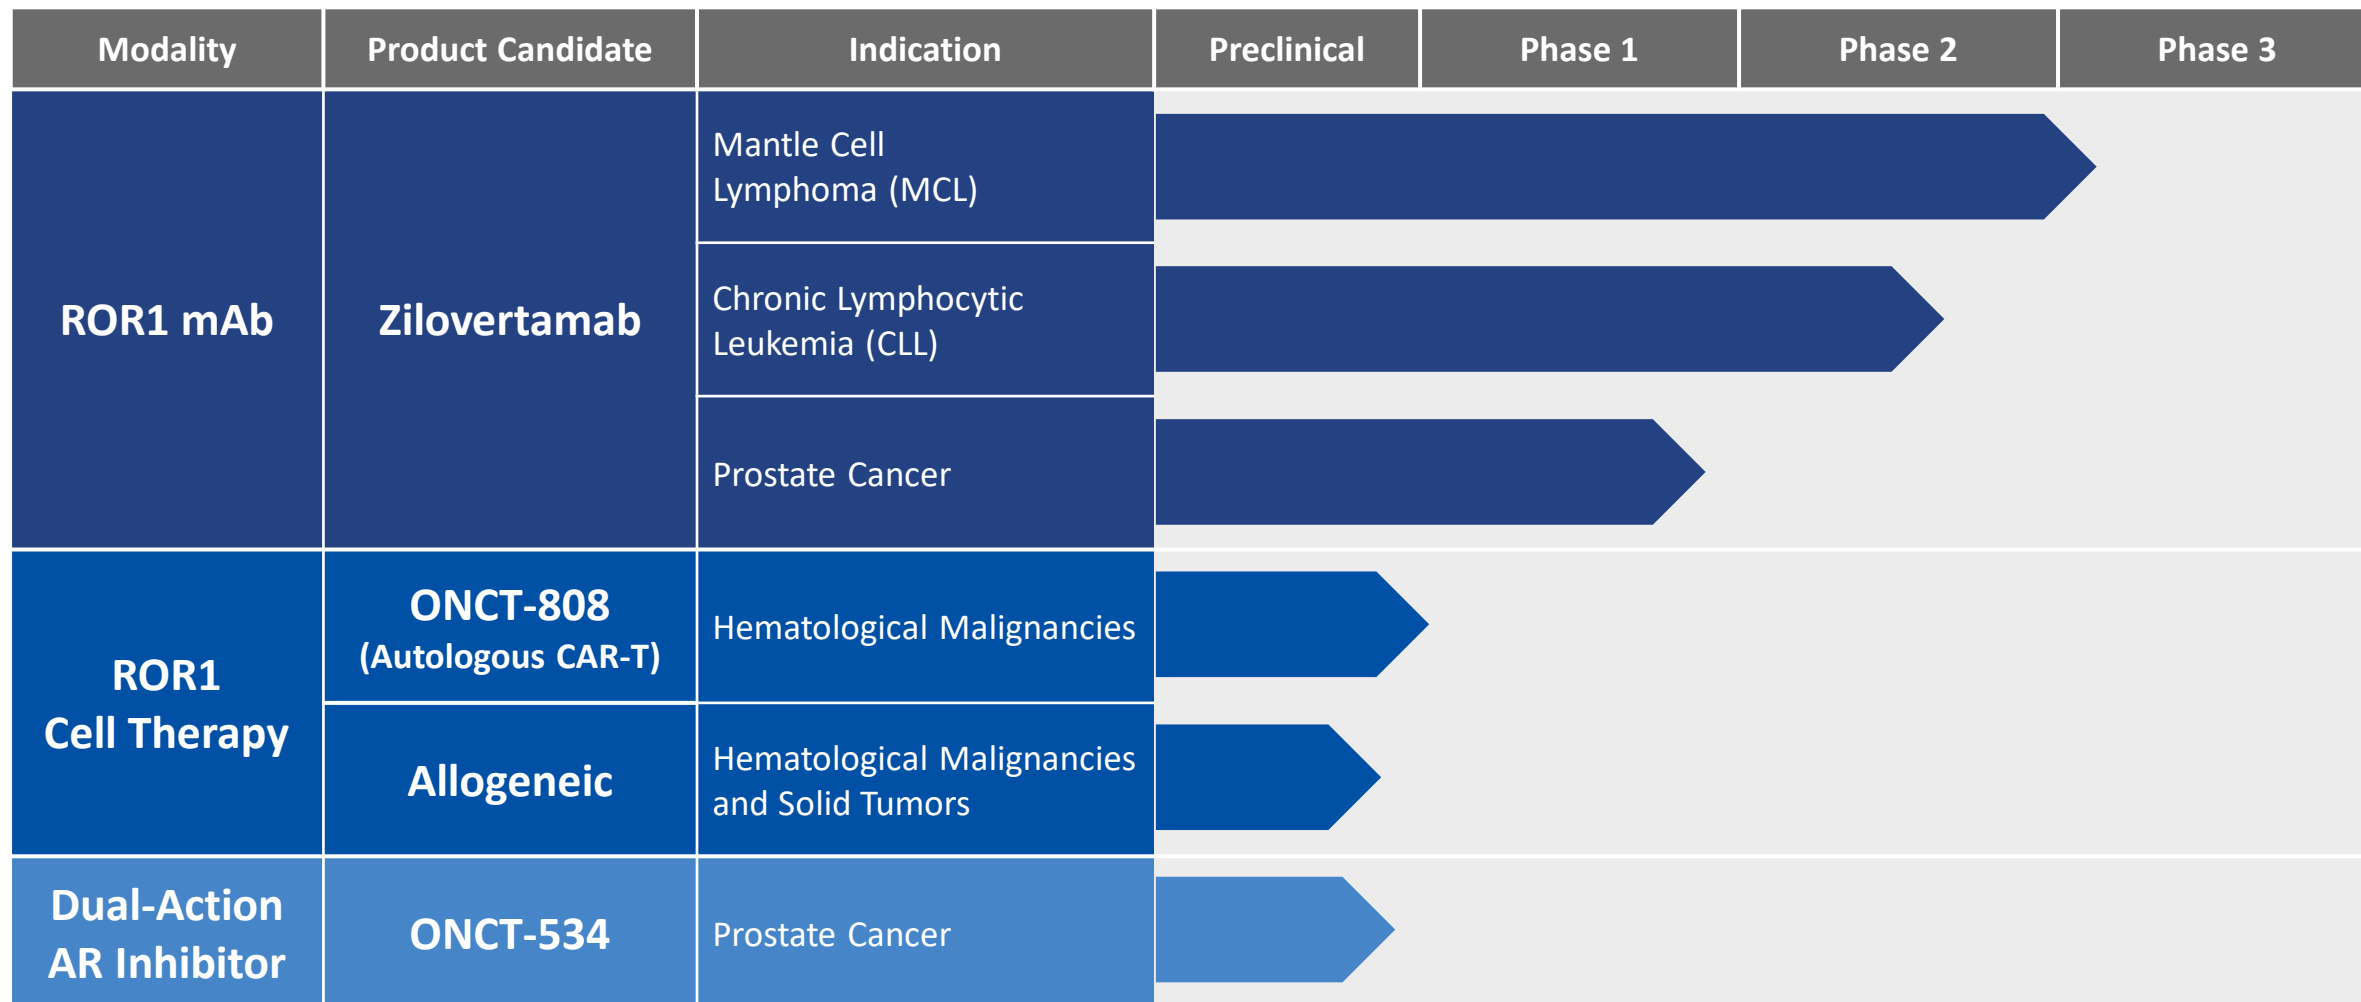 Modality Product Candidate Indication Preclinical Phase 1 Phase 2 Phase 3
ROR1 mAb
Zilovertamab
Mantle Cell
Lymphoma (MCL)
Chronic Lymphocytic
Leukemia (CLL)
Prostate Cancer
ROR1
Cell Therapy
ONCT-808
(Autologous CAR-T)
Hematological Malignancies
Allogeneic
Hematological Malignancies
and Solid Tumors
Dual-Action
AR Inhibitor
ONCT-534
Prostate Cancer